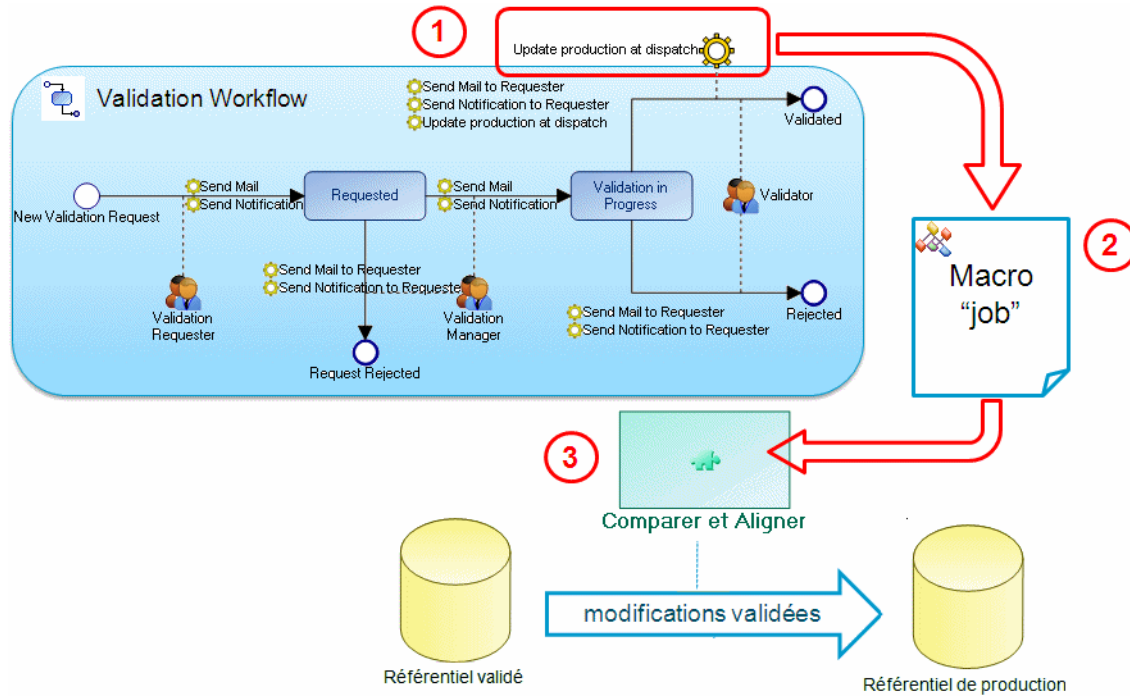 1
Update production at dispatch
Validation Workflow
Send Mail to Requester
Send Notification to Requester
Update production at dispatch
Validated
Send Mail
Send Notification
Requested
Send Mail
Send Notification
Validation in
Progress
Validator
New Validation Request
2
Macro
“job”
Send Mail to Requester
Send Notification to Requeste
Validation
Requester
Validation
Manager
Send Mail to Requester
Send Notification to Requester
Rejected
Request Rejected
3
Comparer et Aligner
modifications validées
Référentiel validé
Référentiel de production